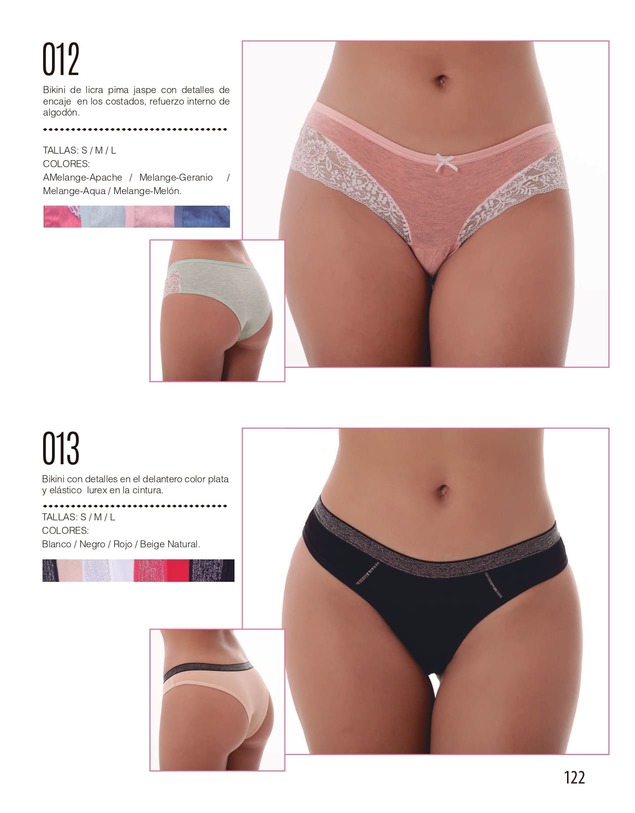 012
Bikini de licra pima jaspe con detalles de
encaje en los costados, refuerzo interno de
algodón.
TALLAS: S / M / L
COLORES:
AMelange-Apache / Melange-Geranio /
Melange-Aqua / Melange-Melón.
013
Bikini con detalles en el delantero color plata
y elástico lurex en la cintura.
TALLAS: S / M / L
COLORES:
Blanco / Negro / Rojo / Beige Natural.
122